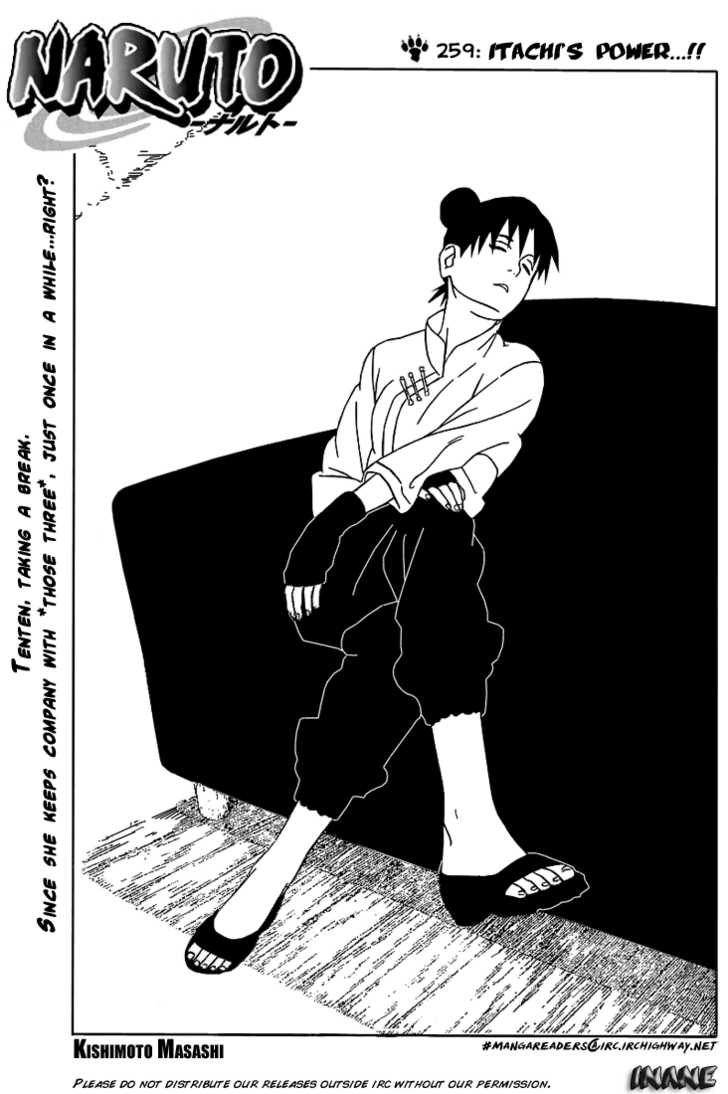 NARUTO
-ナルト-
259: ITACHI'S POWER...!!
TENTEN, TAKING A BREAK.
SINCE SHE KEEPS COMPANY WITH "THOSE THREE", JUST ONCE IN A WHILE...RIGHT?
KISHIMOTO MASASHI
#MANGAREADERS@IRC.IRCHIGHWAY.NET
PLEASE DO NOT DISTRIBUTE OUR RELEASES OUTSIDE IRC WITHOUT OUR PERMISSION.
INANE